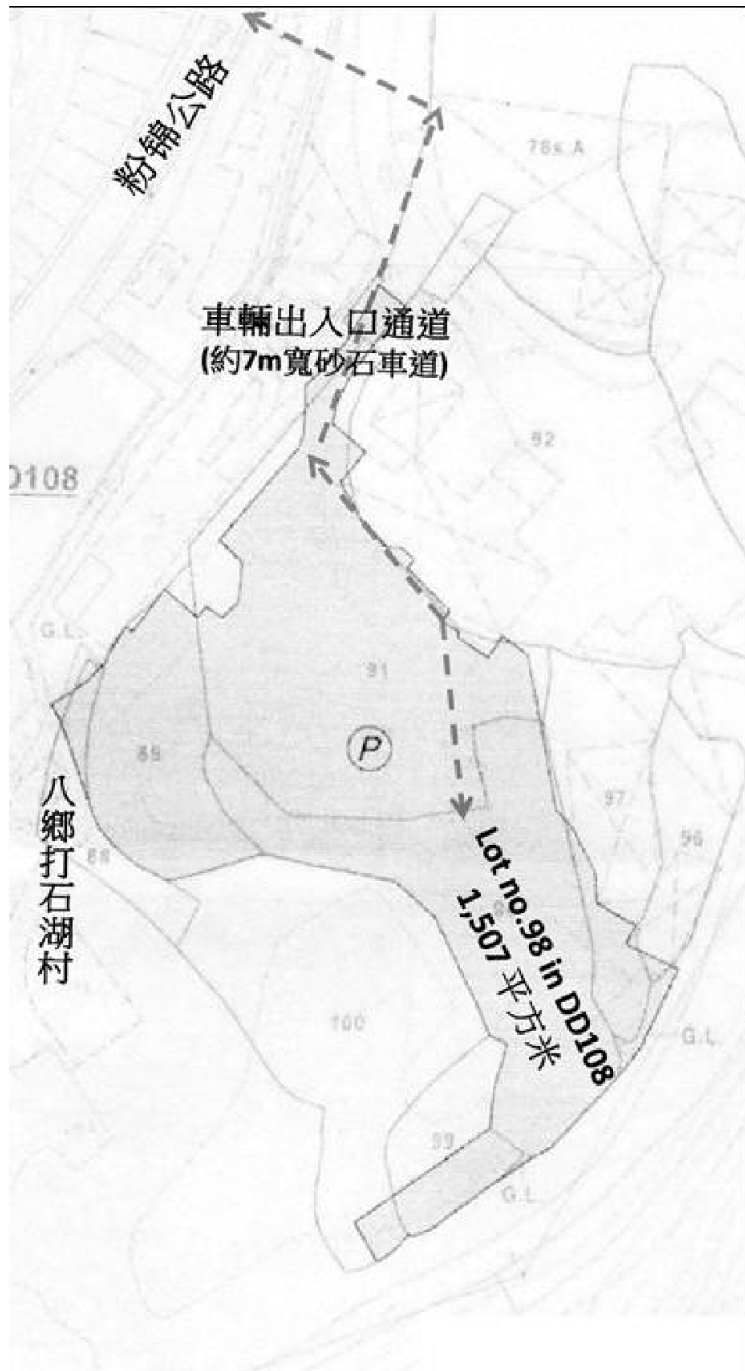 粉锦公路
78s.A
車輛出入口通道
(約7m寬砂石車道)
92
D108
G.L.
91
P
89
97
96
八鄉打石湖村
88
Lot no.98 in DD108
1,507 平方米
100
G.L.
99
G.L.